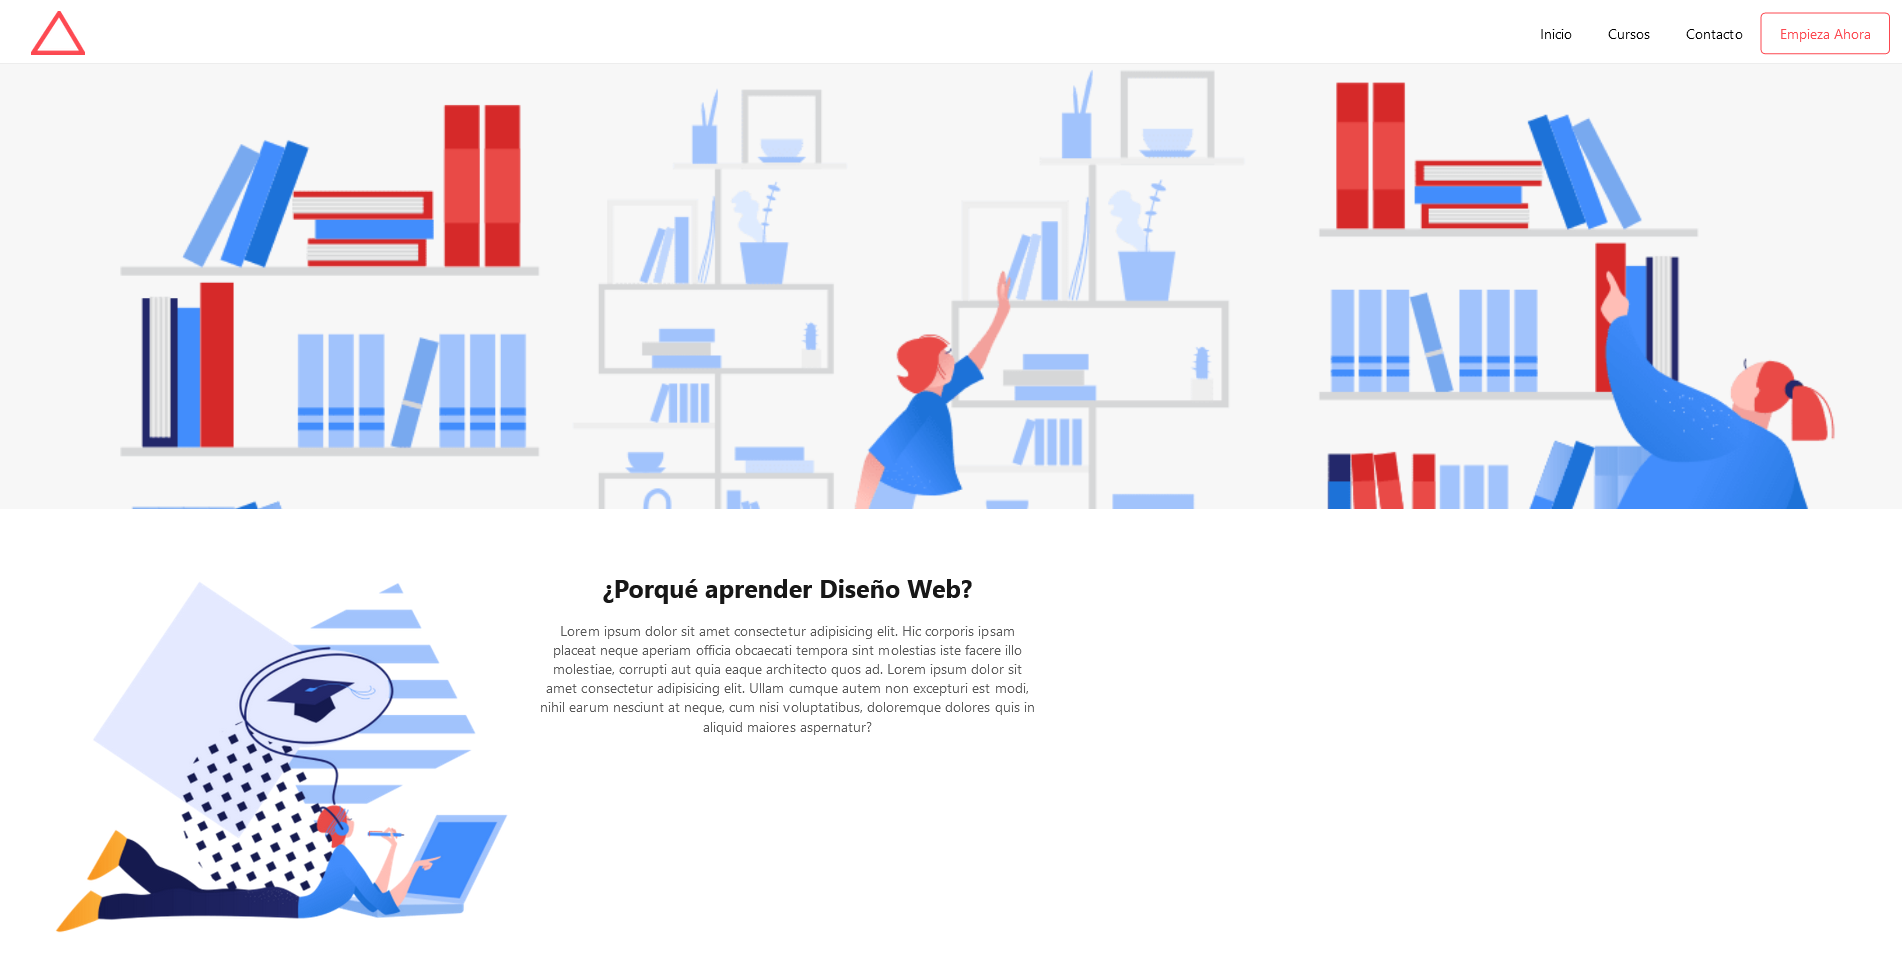 Inicio
Cursos
Contacto
Empieza Ahora
¿Porqué aprender Diseño Web?
Lorem ipsum dolor sit amet consectetur adipisicing elit. Hic corporis ipsam
placeat neque aperiam officia obcaecati tempora sint molestias iste facere illo
molestiae, corrupti aut quia eaque architecto quos ad. Lorem ipsum dolor sit
amet consectetur adipisicing elit. Ullam cumque autem non excepturi est modi,
nihil earum nesciunt at neque, cum nisi voluptatibus, doloremque dolores quis in
aliquid maiores aspernatur?